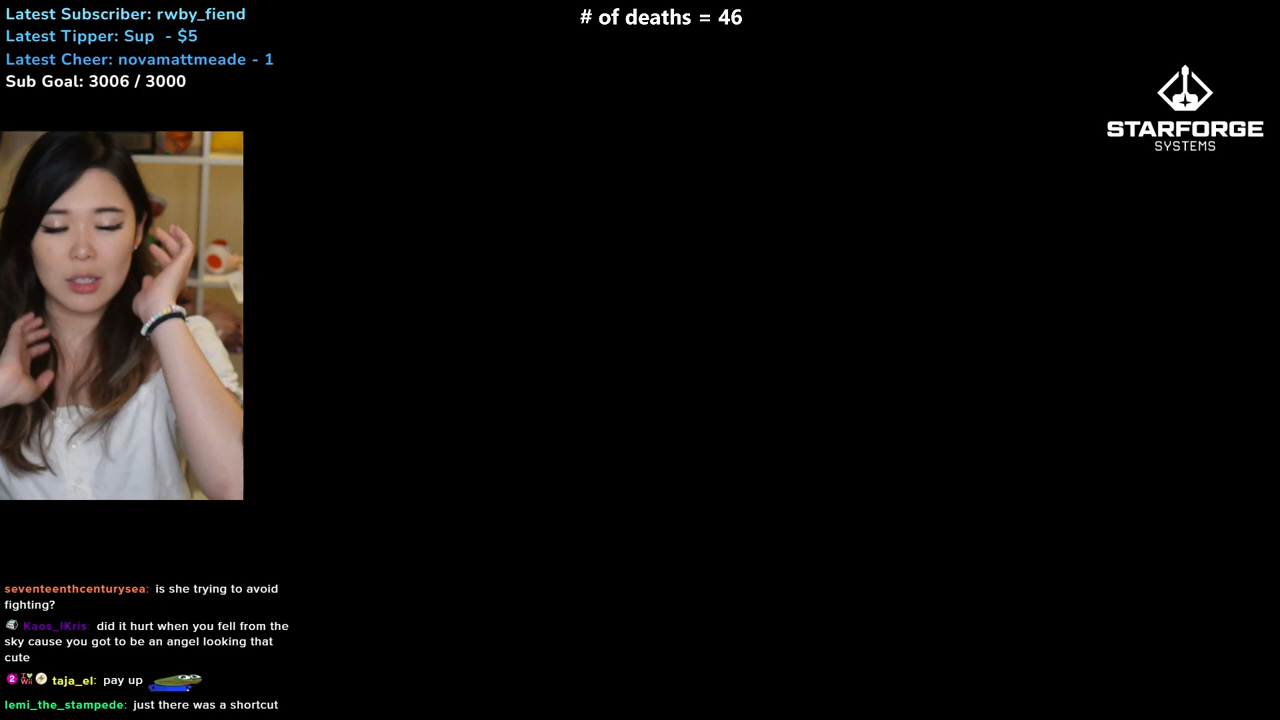 Latest Subscriber: rwby_fiend
Latest Tipper: Sup - $5
Latest Cheer: novamattmeade - 1
Sub Goal: 3006 / 3000
# of deaths = 46
STARFORGE
SYSTEMS
seventeenthcenturysea: is she trying to avoid
fighting?
Kaos_IKris: did it hurt when you fell from the
sky cause you got to be an angel looking that
cute
taja_el: pay up
lemi_the_stampede: just there was a shortcut